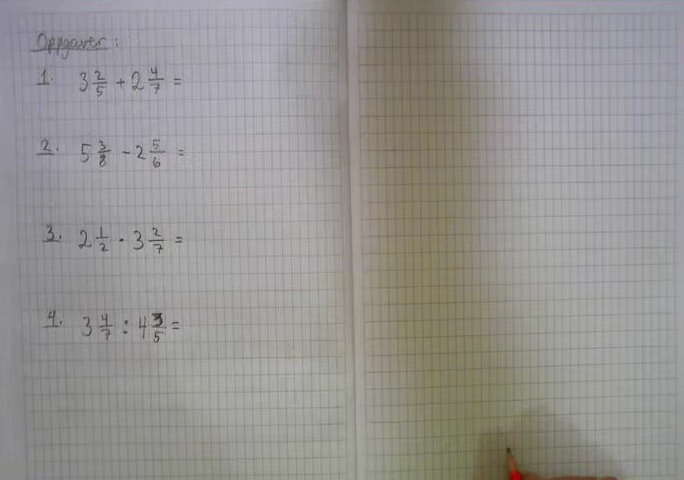 Oppgaver:
1. 3 2/5 + 2 4/7 =
2. 5 3/8 - 2 5/6 =
3. 2 1/2 · 3 2/7 =
4. 3 4/7 : 4 3/5 =